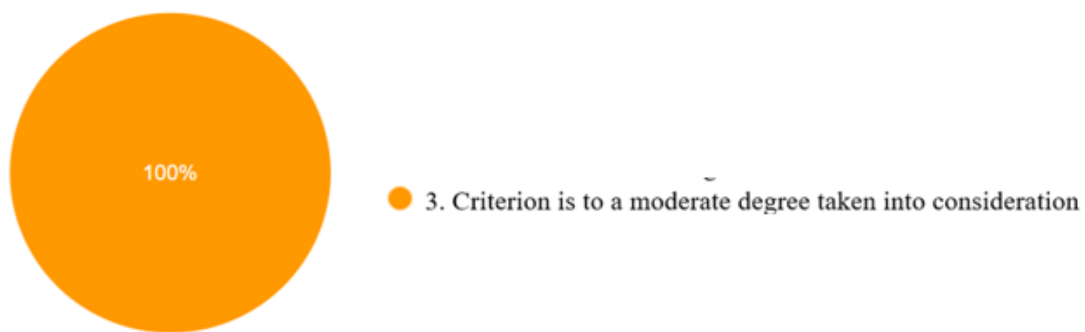 100%
3. Criterion is to a moderate degree taken into consideration